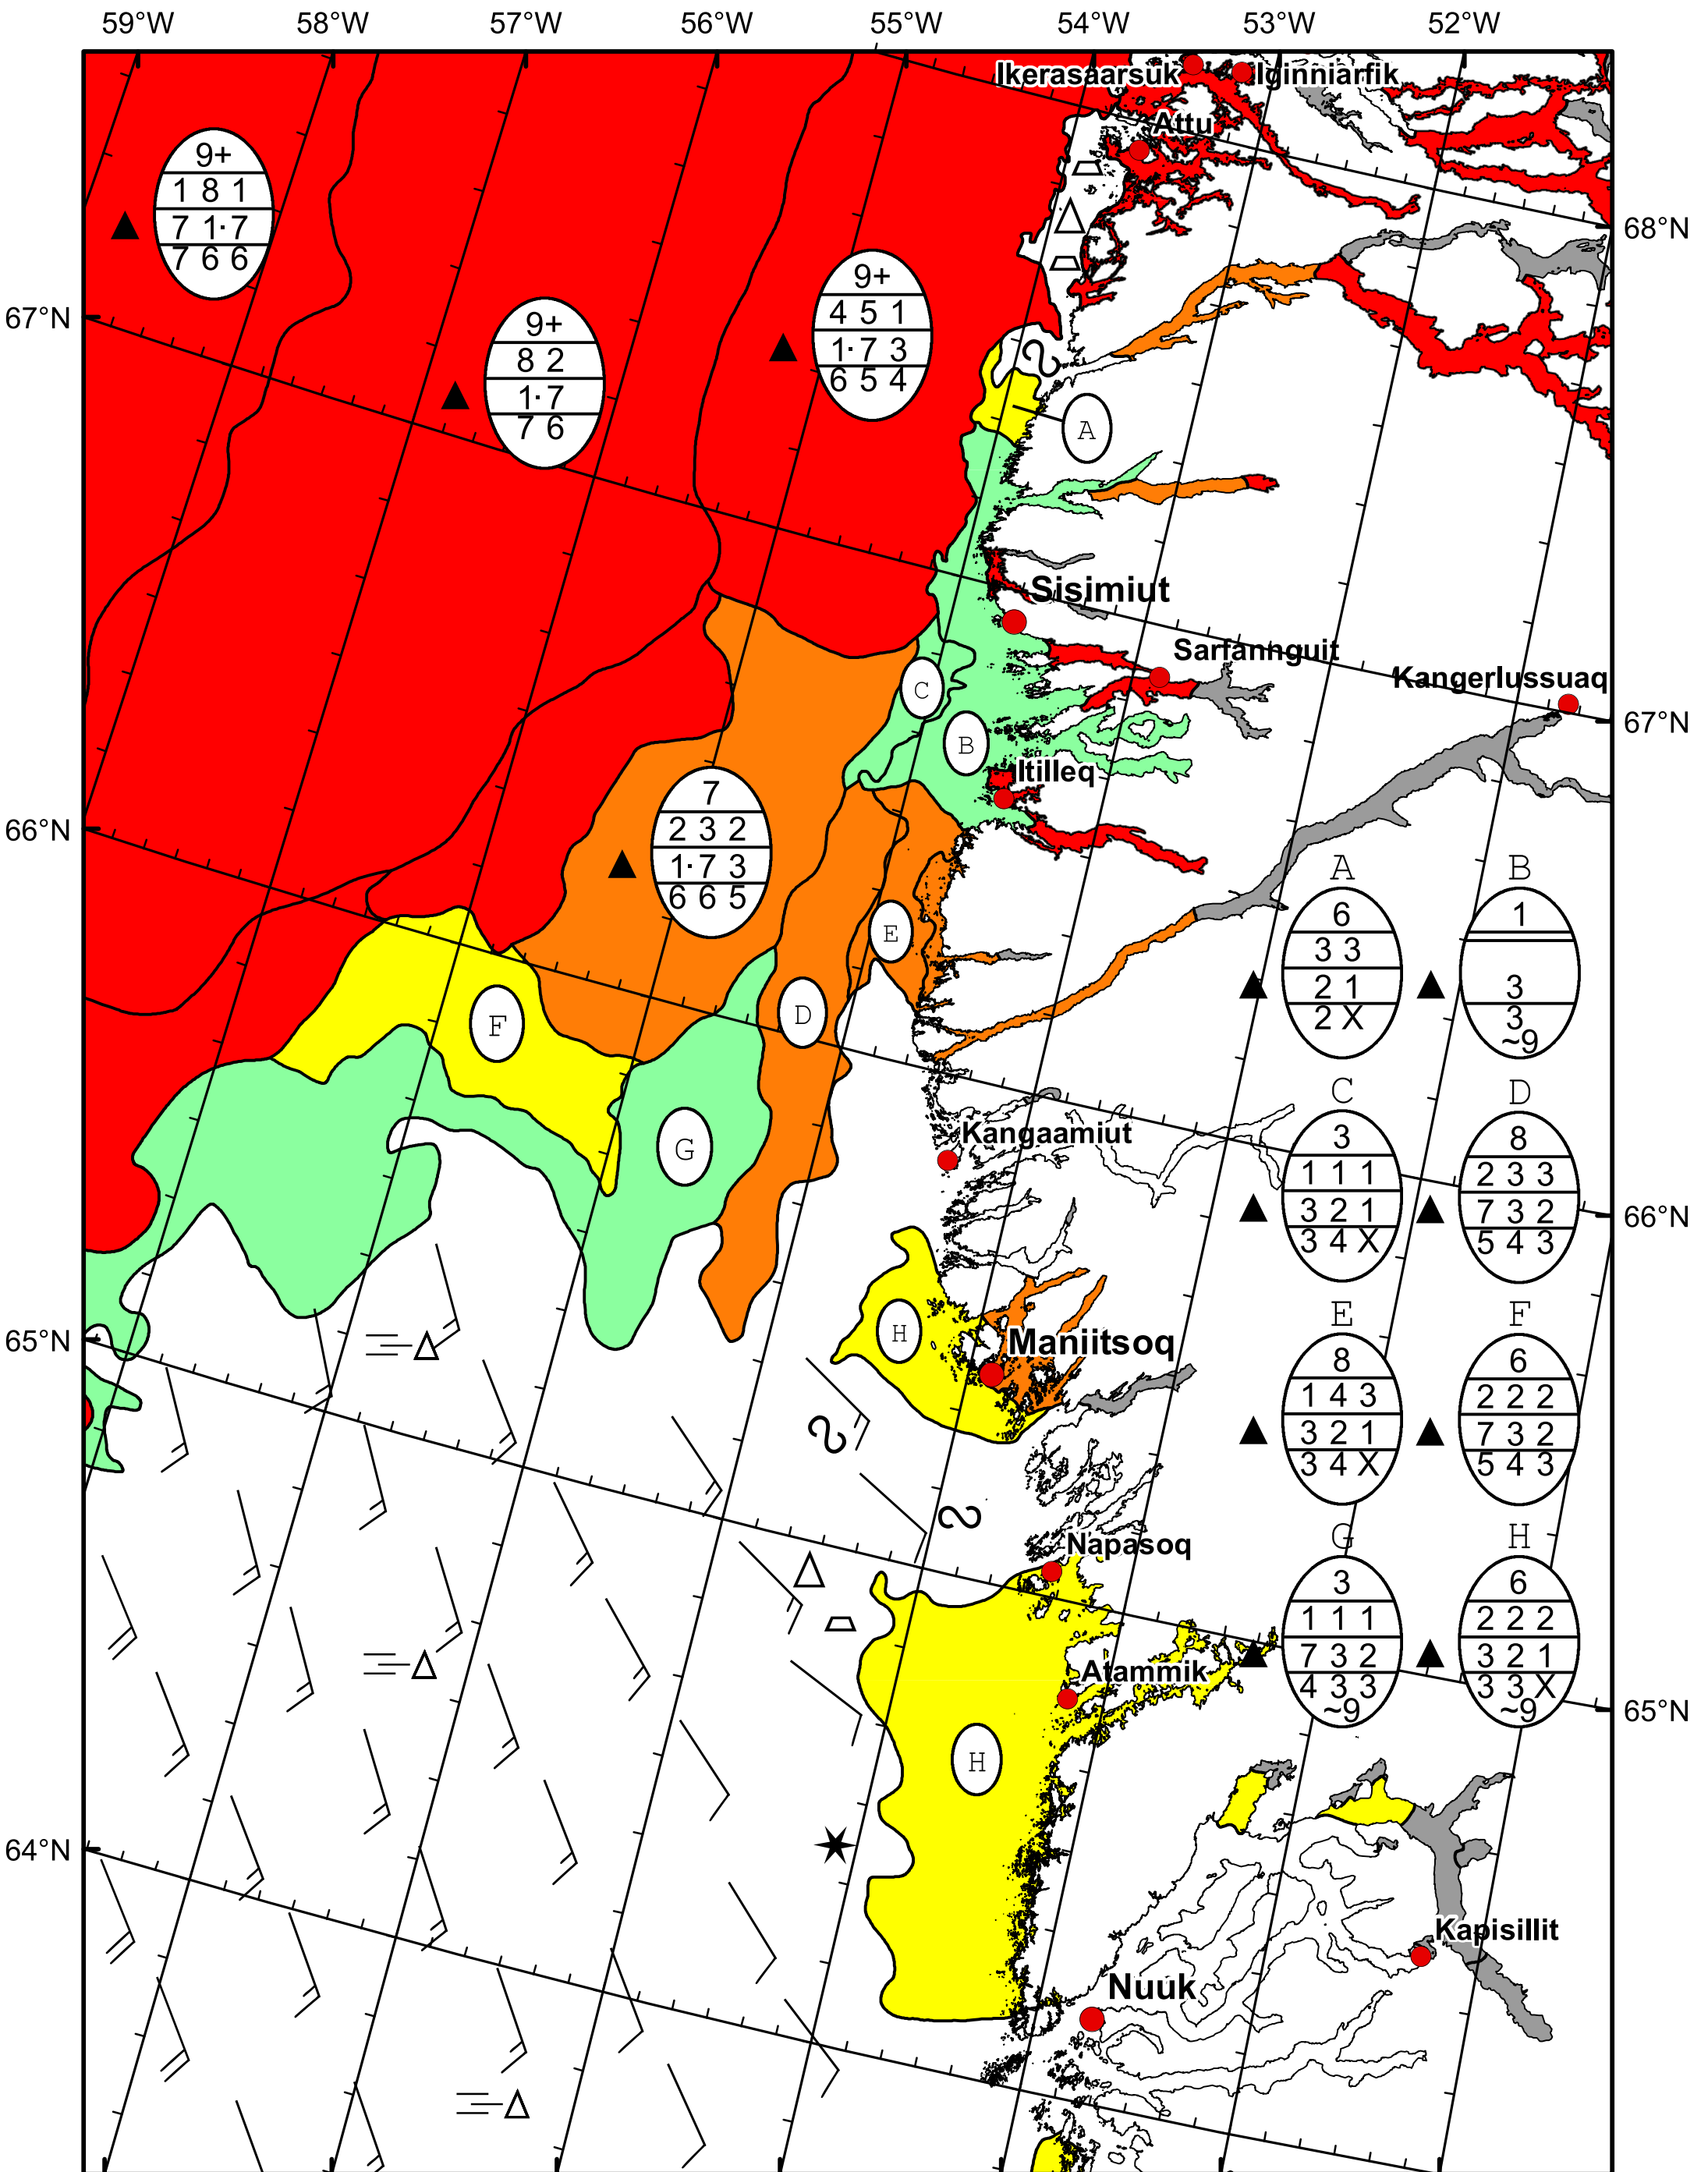 59°W 58°W 57°W 56°W 55°W 54°W 53°W 52°W
Ikerasaarsuk Iginniarfik
Attu
9+
1 8 1
7 1· 7
7 6 6
68°N
67°N
9+
8 2
1· 7
7 6
9+
4 5 1
1· 7 3
6 5 4
A
Sisimiut
Sarfannguit
Kangerlussuaq
C
B
67°N
Itilleq
66°N
7
2 3 2
1· 7 3
6 6 5
E
D
F
G
A
6
3 3
2 1
2 X
B
1
3
3
~9
C
3
1 1 1
3 2 1
3 4 X
D
8
2 3 3
7 3 2
5 4 3
Kangaamiut
66°N
65°N
H
Maniitsoq
E
8
1 4 3
3 2 1
3 4 X
F
6
2 2 2
7 3 2
5 4 3
Napasoq
Atammik
G
3
1 1 1
7 3 2
4 3 3
~9
H
6
2 2 2
3 2 1
3 3 X
~9
65°N
H
64°N
Kapisillit
Nuuk